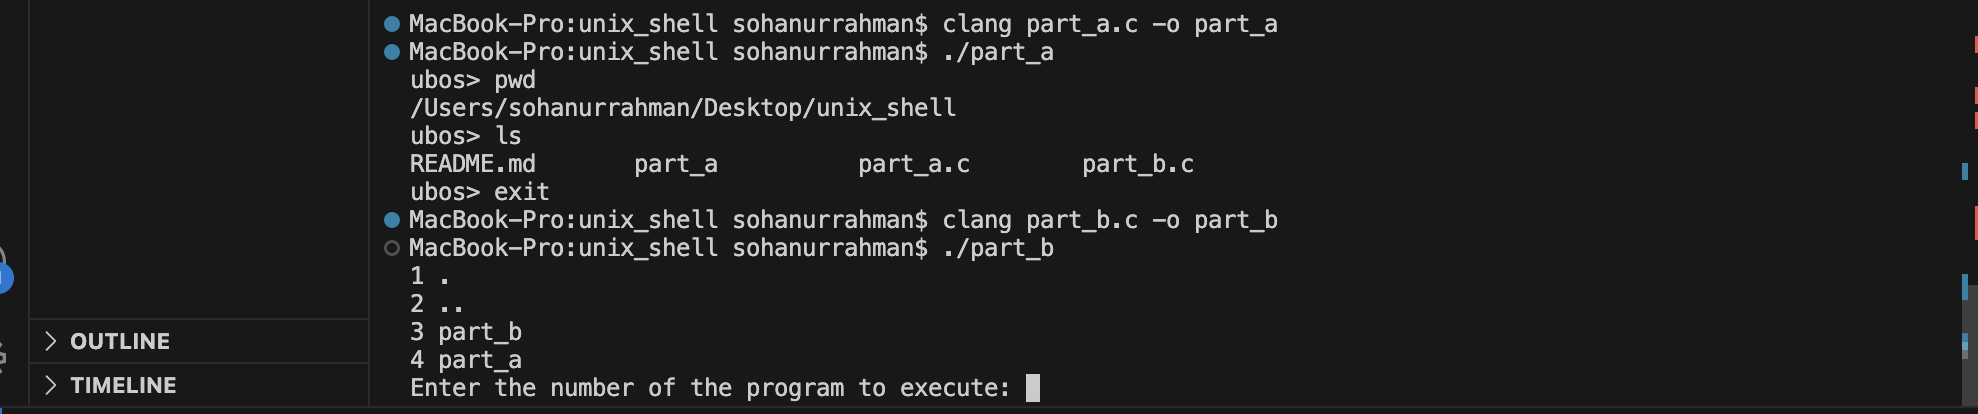 MacBook-Pro:unix_shell sohanurrahman$ clang part_a.c -o part_a
MacBook-Pro:unix_shell sohanurrahman$ ./part_a
ubos> pwd
/Users/sohanurrahman/Desktop/unix_shell
ubos> ls
README.md part_a part_a.c part_b.c
ubos> exit
MacBook-Pro:unix_shell sohanurrahman$ clang part_b.c -o part_b
MacBook-Pro:unix_shell sohanurrahman$ ./part_b
1 .
2 ..
3 part_b
4 part_a
Enter the number of the program to execute:
OUTLINE
TIMELINE